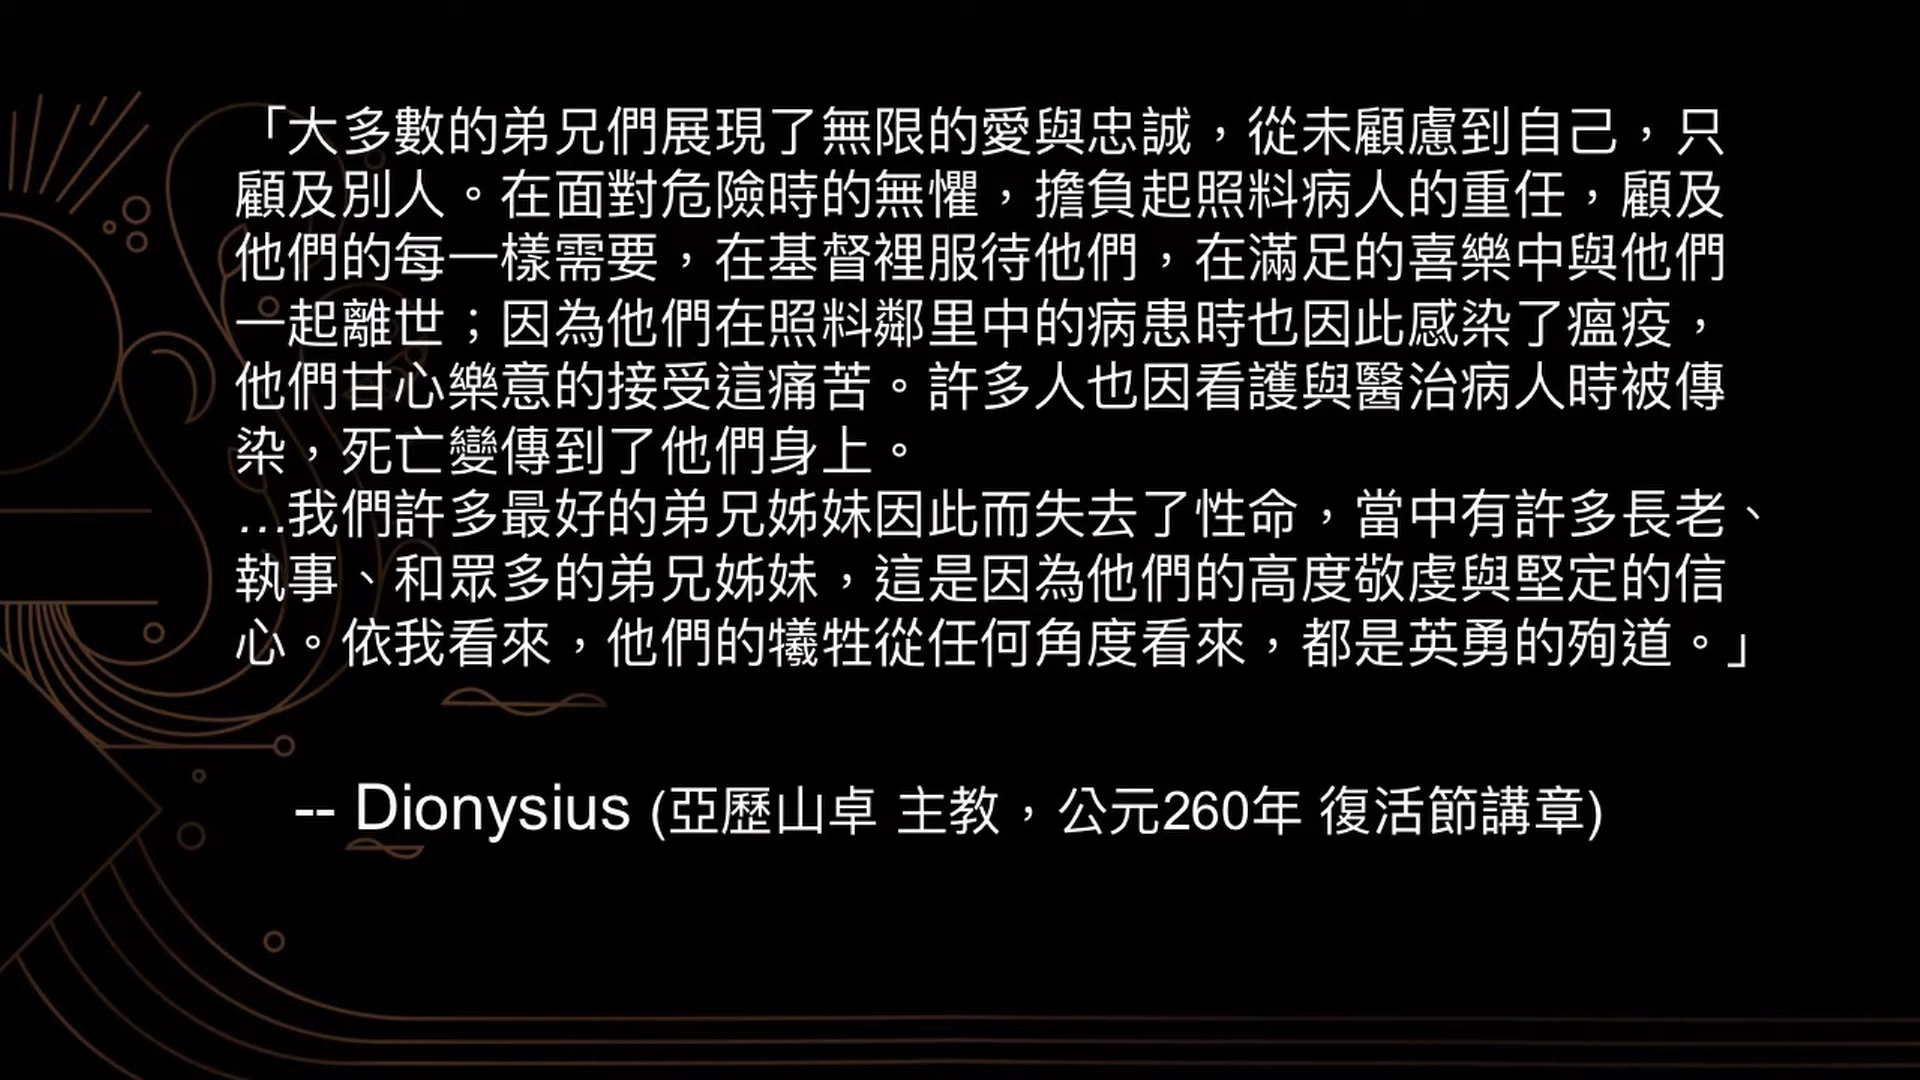 「大多數的弟兄們展現了無限的愛與忠誠，從未顧慮到自己，只
顧及別人。在面對危險時的無懼，擔負起照料病人的重任，顧及
他們的每一樣需要，在基督裡服待他們，在滿足的喜樂中與他們
一起離世；因為他們在照料鄰里中的病患時也因此感染了瘟疫，
他們甘心樂意的接受這痛苦。許多人也因看護與醫治病人時被傳
染，死亡變傳到了他們身上。
…我們許多最好的弟兄姊妹因此而失去了性命，當中有許多長老、
執事、和眾多的弟兄姊妹，這是因為他們的高度敬虔與堅定的信
心。依我看來，他們的犧牲從任何角度看來，都是英勇的殉道。」
-- Dionysius (亞歷山卓 主教，公元260年 復活節講章)